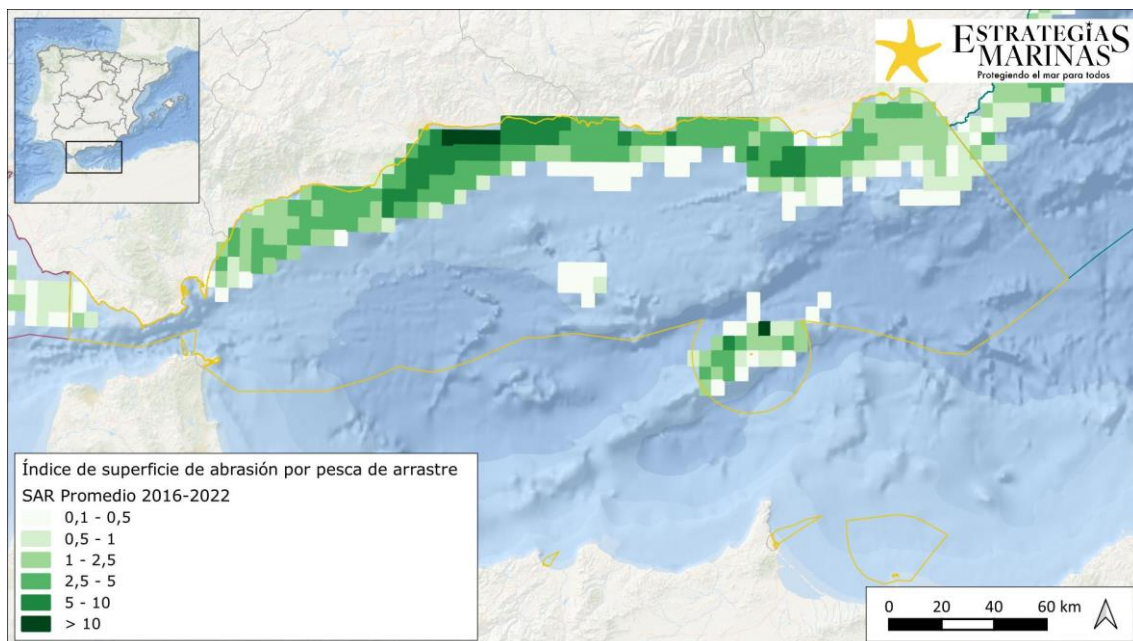 ESTRATEGIAS
MARINAS
Protegiendo el mar para todos
Índice de superficie de abrasión por pesca de arrastre
SAR Promedio 2016-2022
0,1 - 0,5
0,5 - 1
1 - 2,5
2,5 - 5
5 - 10
> 10
0 20 40 60 km